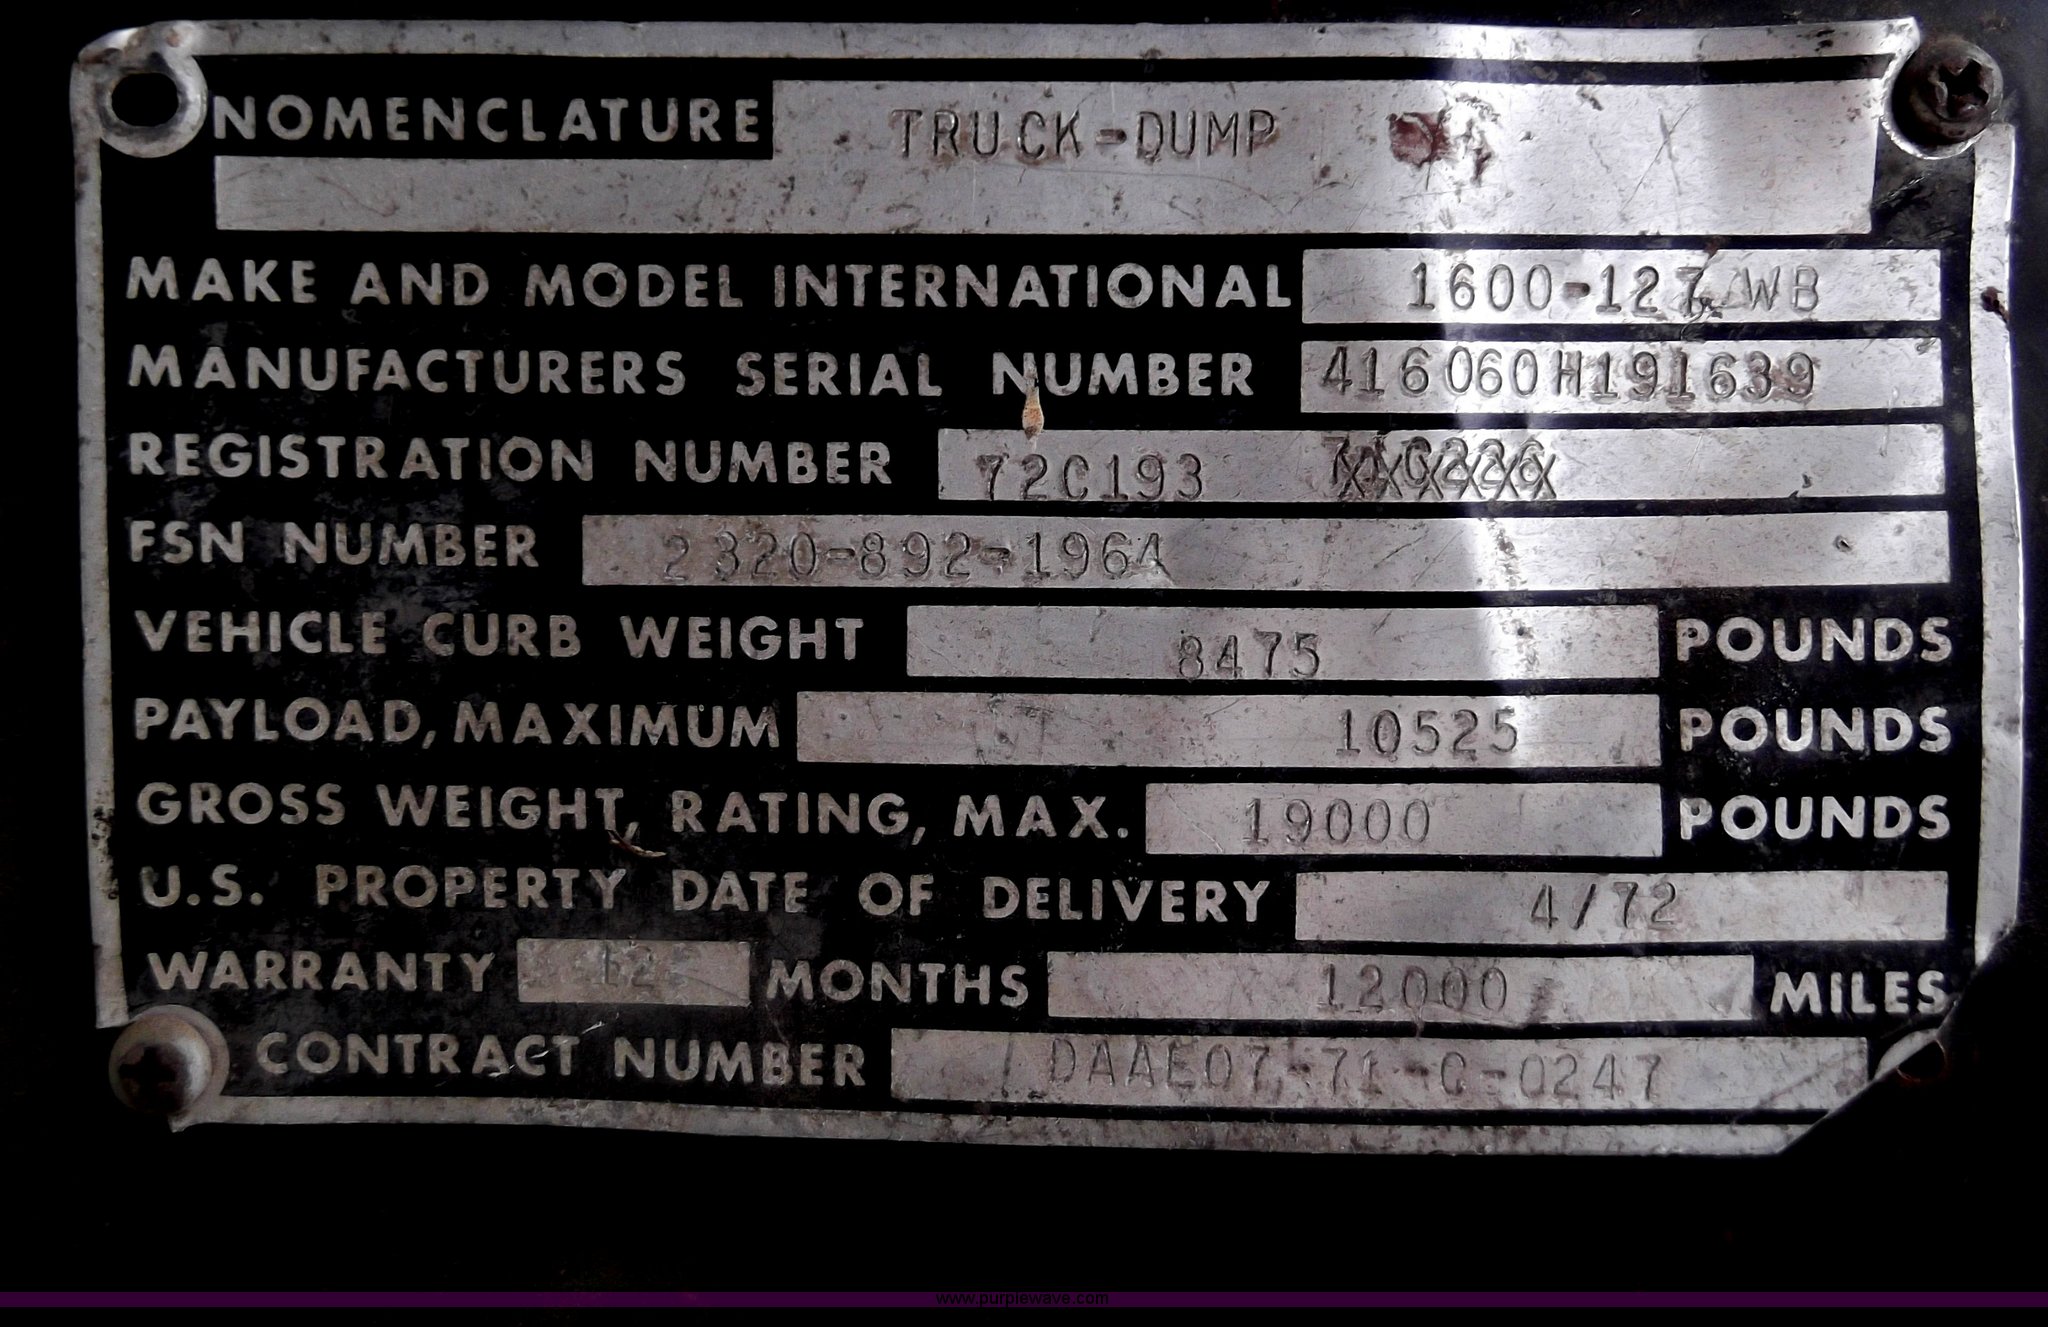 NOMENCLATURE TRUCK-DUMP
MAKE AND MODEL INTERNATIONAL 1600-127 WB
MANUFACTURERS SERIAL NUMBER 416060H191639
REGISTRATION NUMBER 72C193
FSN NUMBER 2320-892-1964
VEHICLE CURB WEIGHT 8475 POUNDS
PAYLOAD, MAXIMUM 10525 POUNDS
GROSS WEIGHT, RATING, MAX. 19000 POUNDS
U.S. PROPERTY DATE OF DELIVERY 4/72
WARRANTY 12 MONTHS 12000 MILES
CONTRACT NUMBER DAAE07-71-C-0247
www.purplewave.com